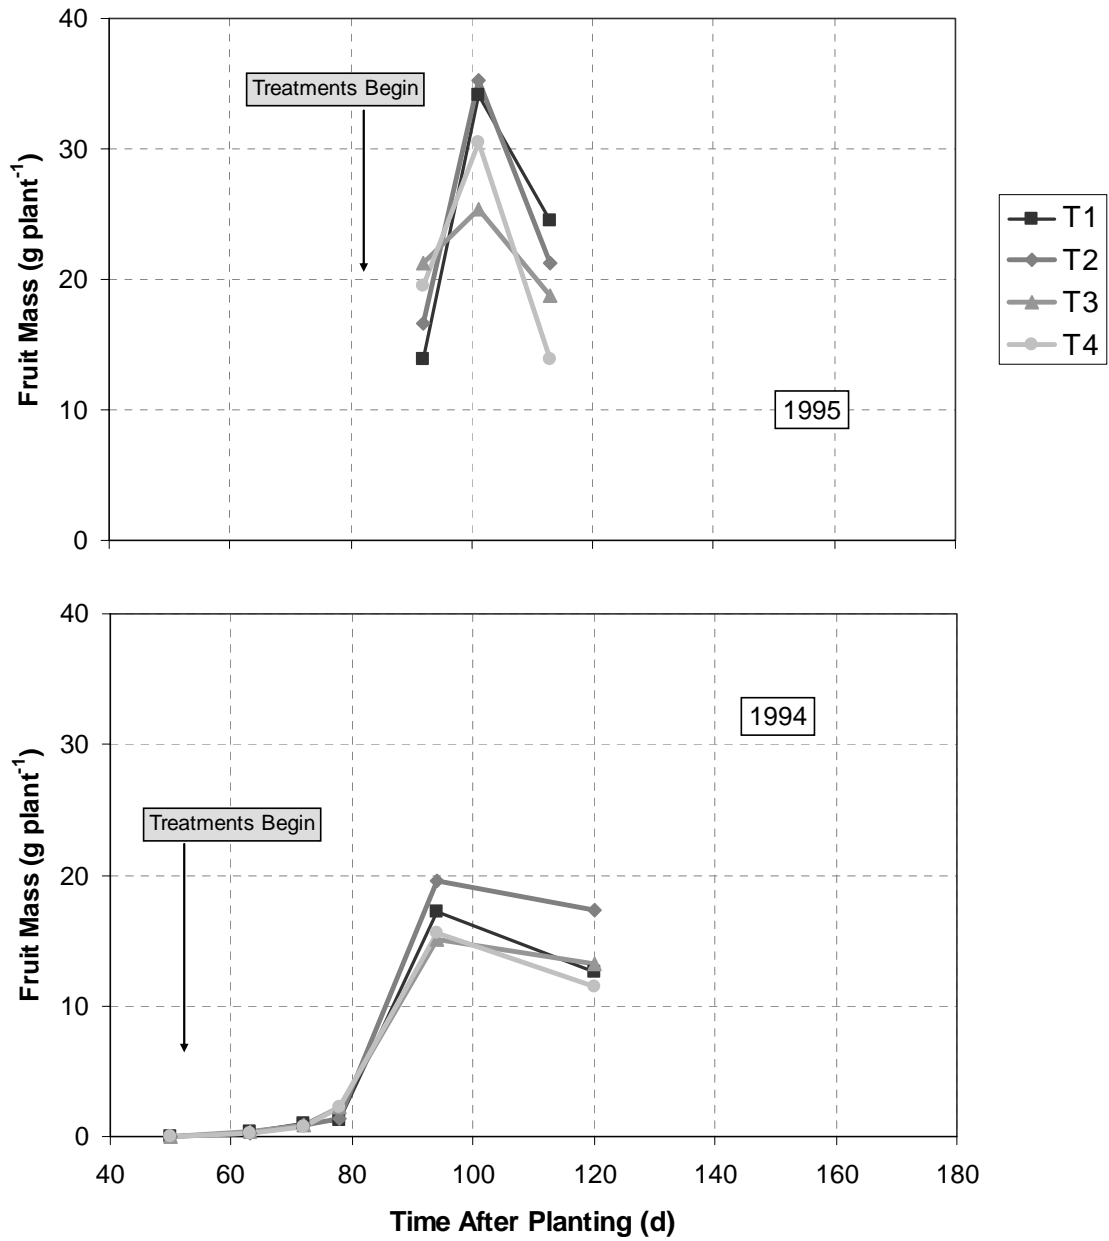 40
30
20
10
0
Fruit Mass (g plant⁻¹)
Treatments Begin
1995
T1
T2
T3
T4
40
30
20
10
0
Fruit Mass (g plant⁻¹)
1994
Treatments Begin
40 60 80 100 120 140 160 180
Time After Planting (d)